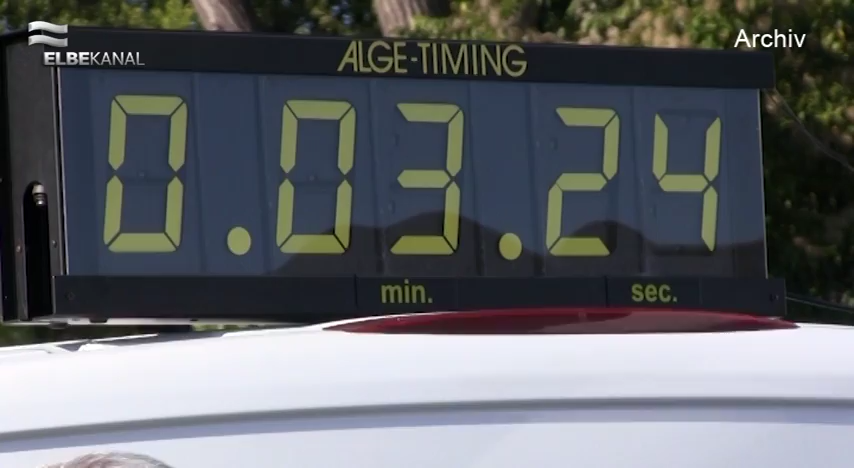 Archiv
ELBEKANAL
ALGE-TIMING
0.03.24
min. sec.